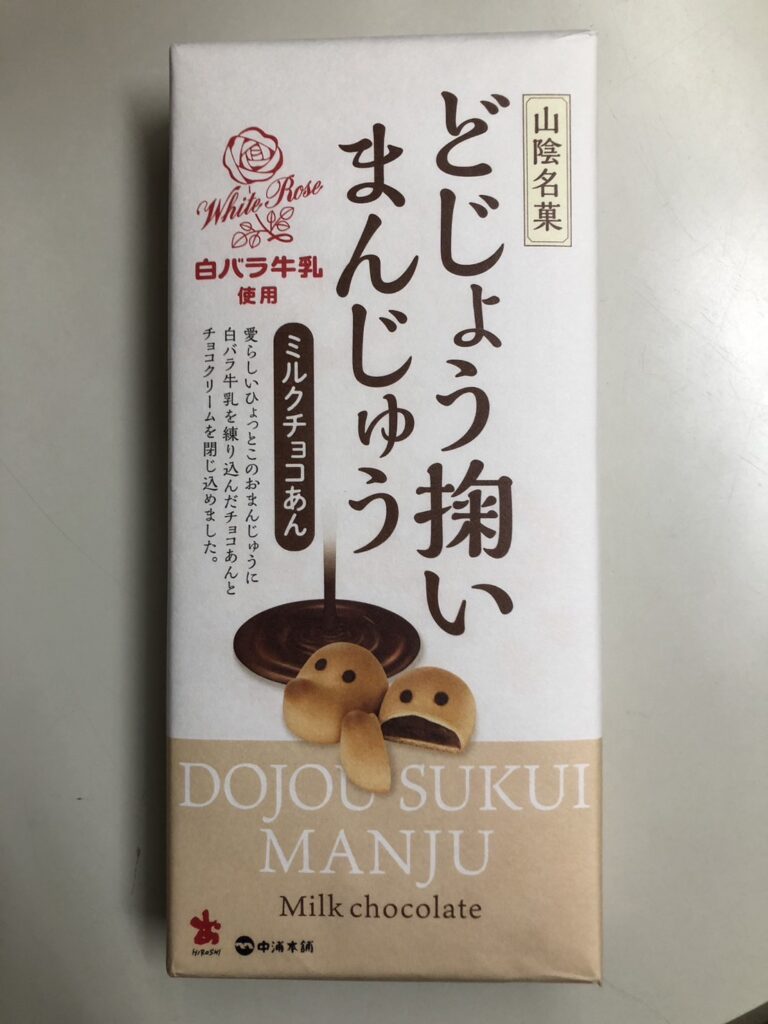 山陰名菓
どじょう掬い
まんじゅう
White Rose
白バラ牛乳
使用
ミルクチョコあん
愛らしいひょっとこのおまんじゅうに
白バラ牛乳を練り込んだチョコあんと
チョコクリームを閉じ込めました。
DOJOU SUKUI
MANJU
Milk chocolate
HIROSHI
中浦本舗